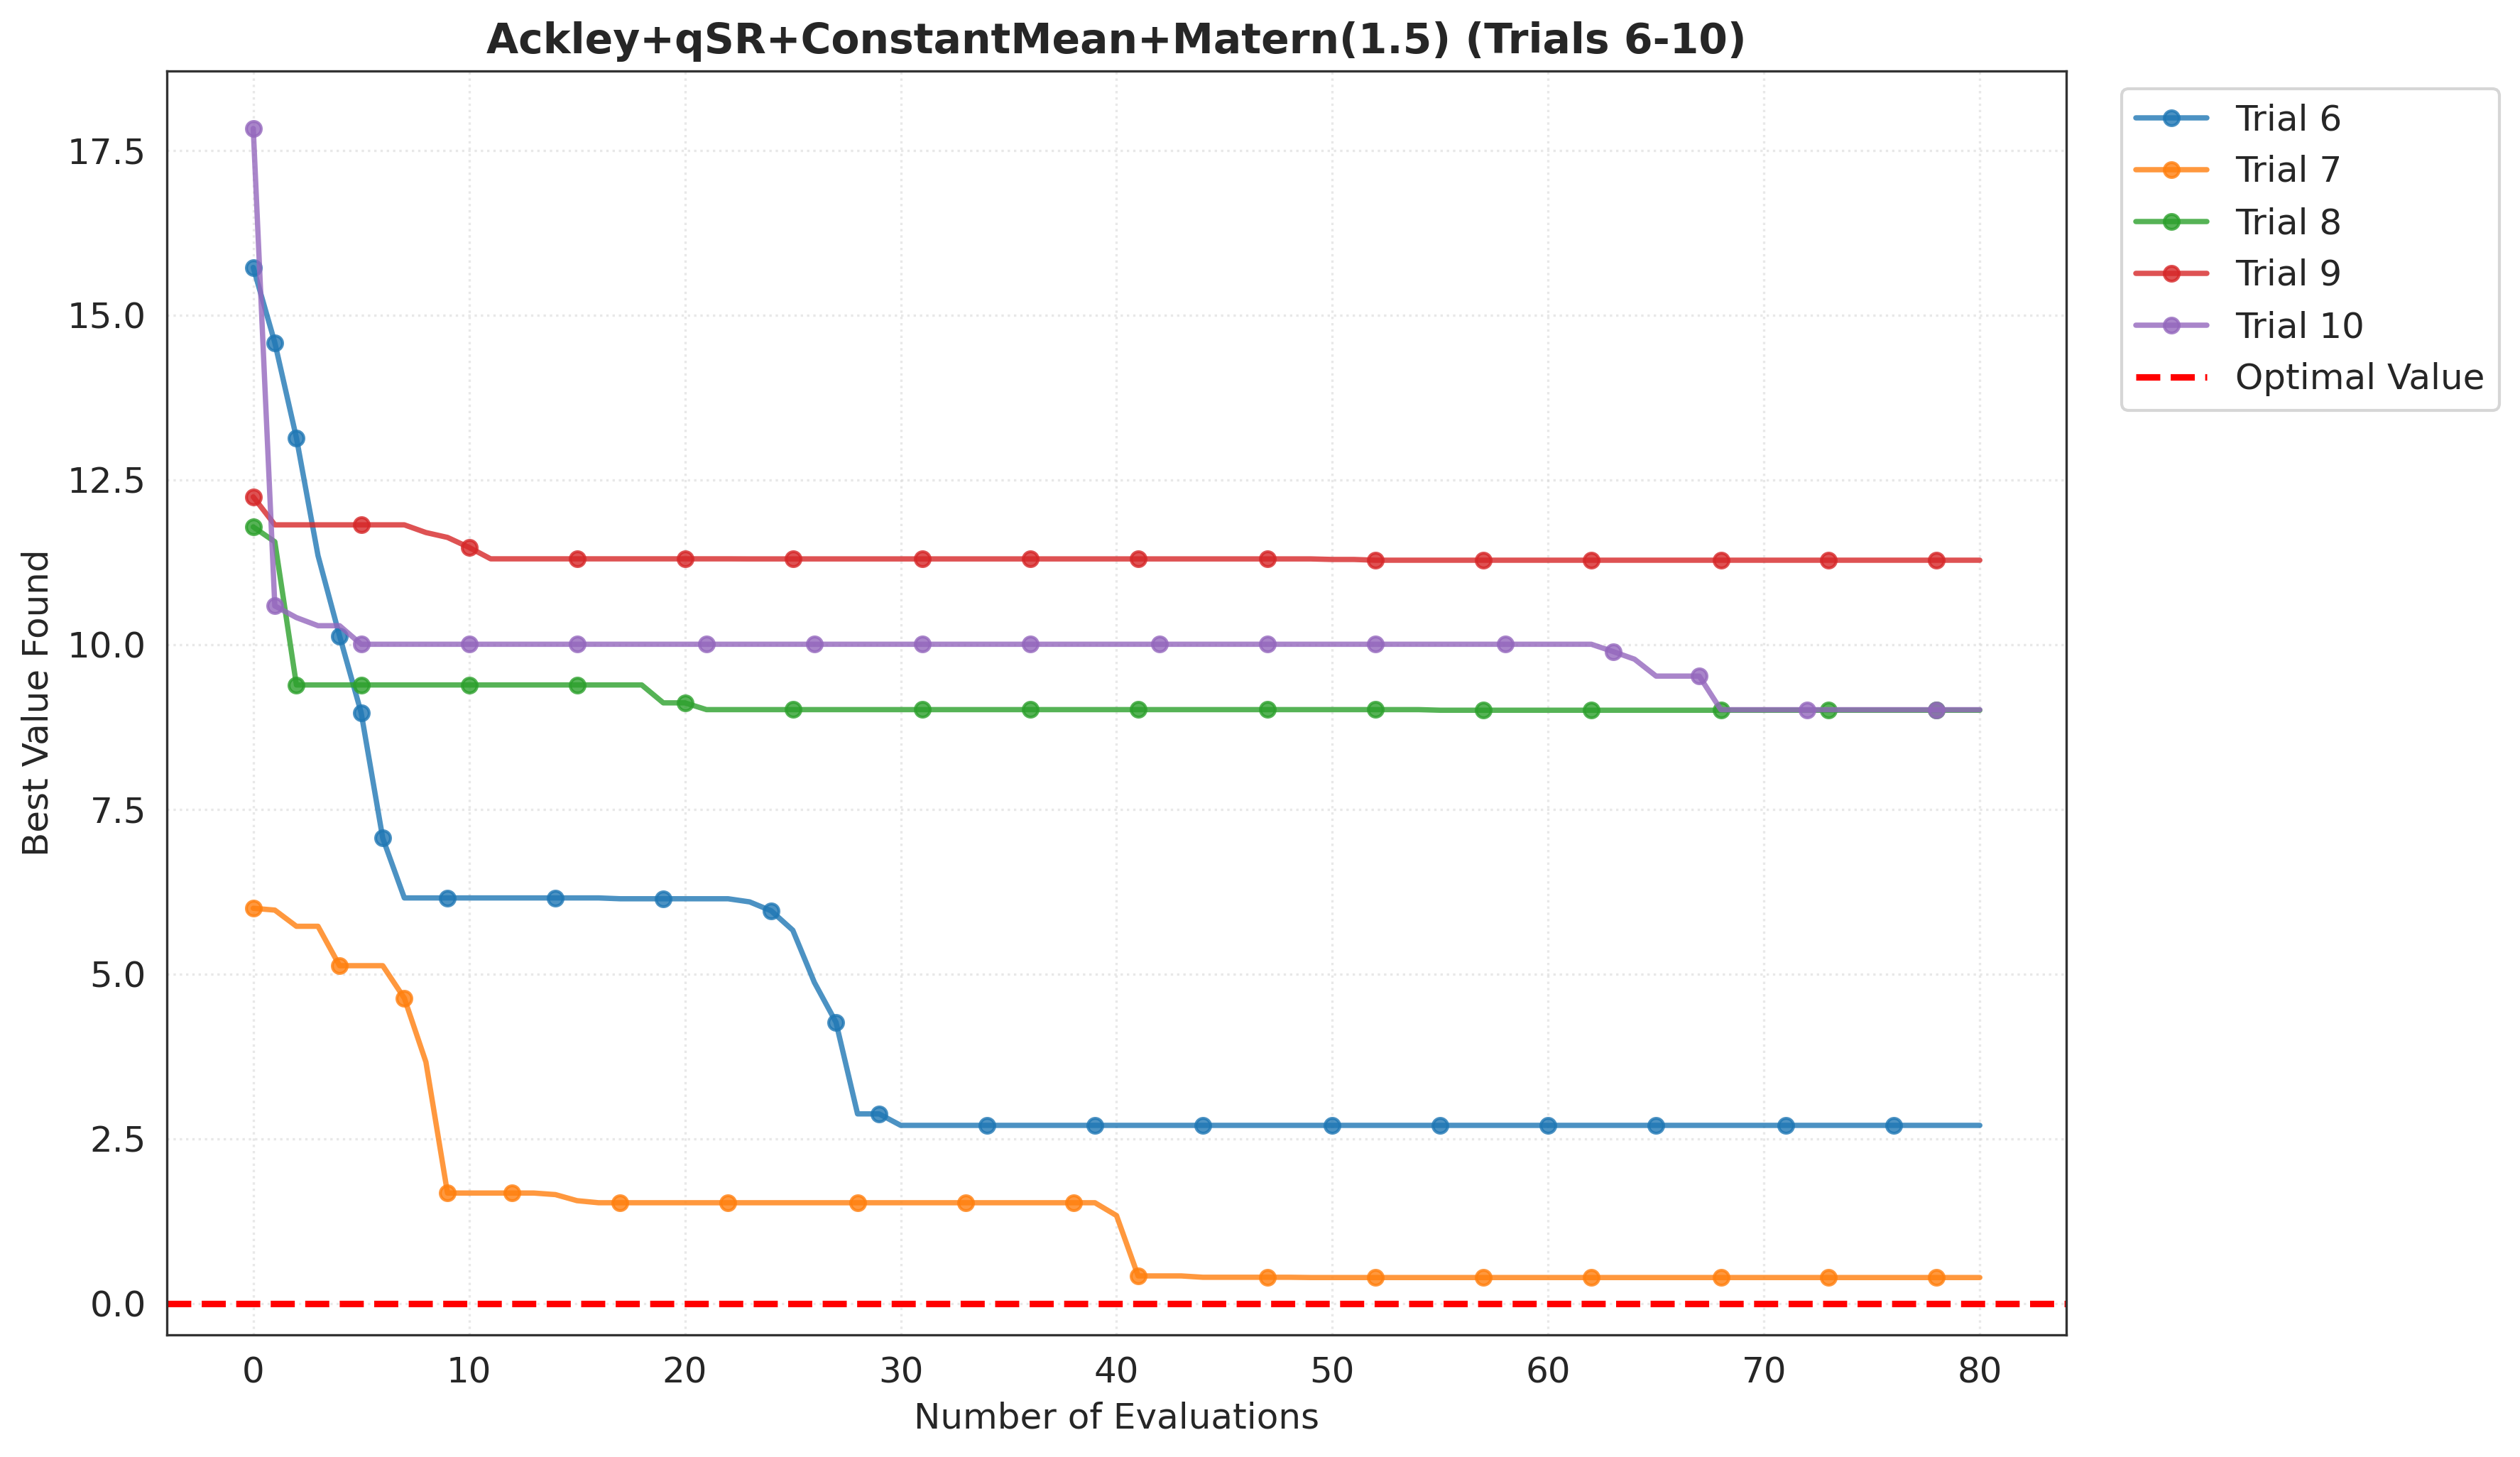 Ackley+qSR+ConstantMean+Matern(1.5) (Trials 6-10)
Best Value Found
17.5
15.0
12.5
10.0
7.5
5.0
2.5
0.0
0 10 20 30 40 50 60 70 80
Number of Evaluations
Trial 6
Trial 7
Trial 8
Trial 9
Trial 10
Optimal Value